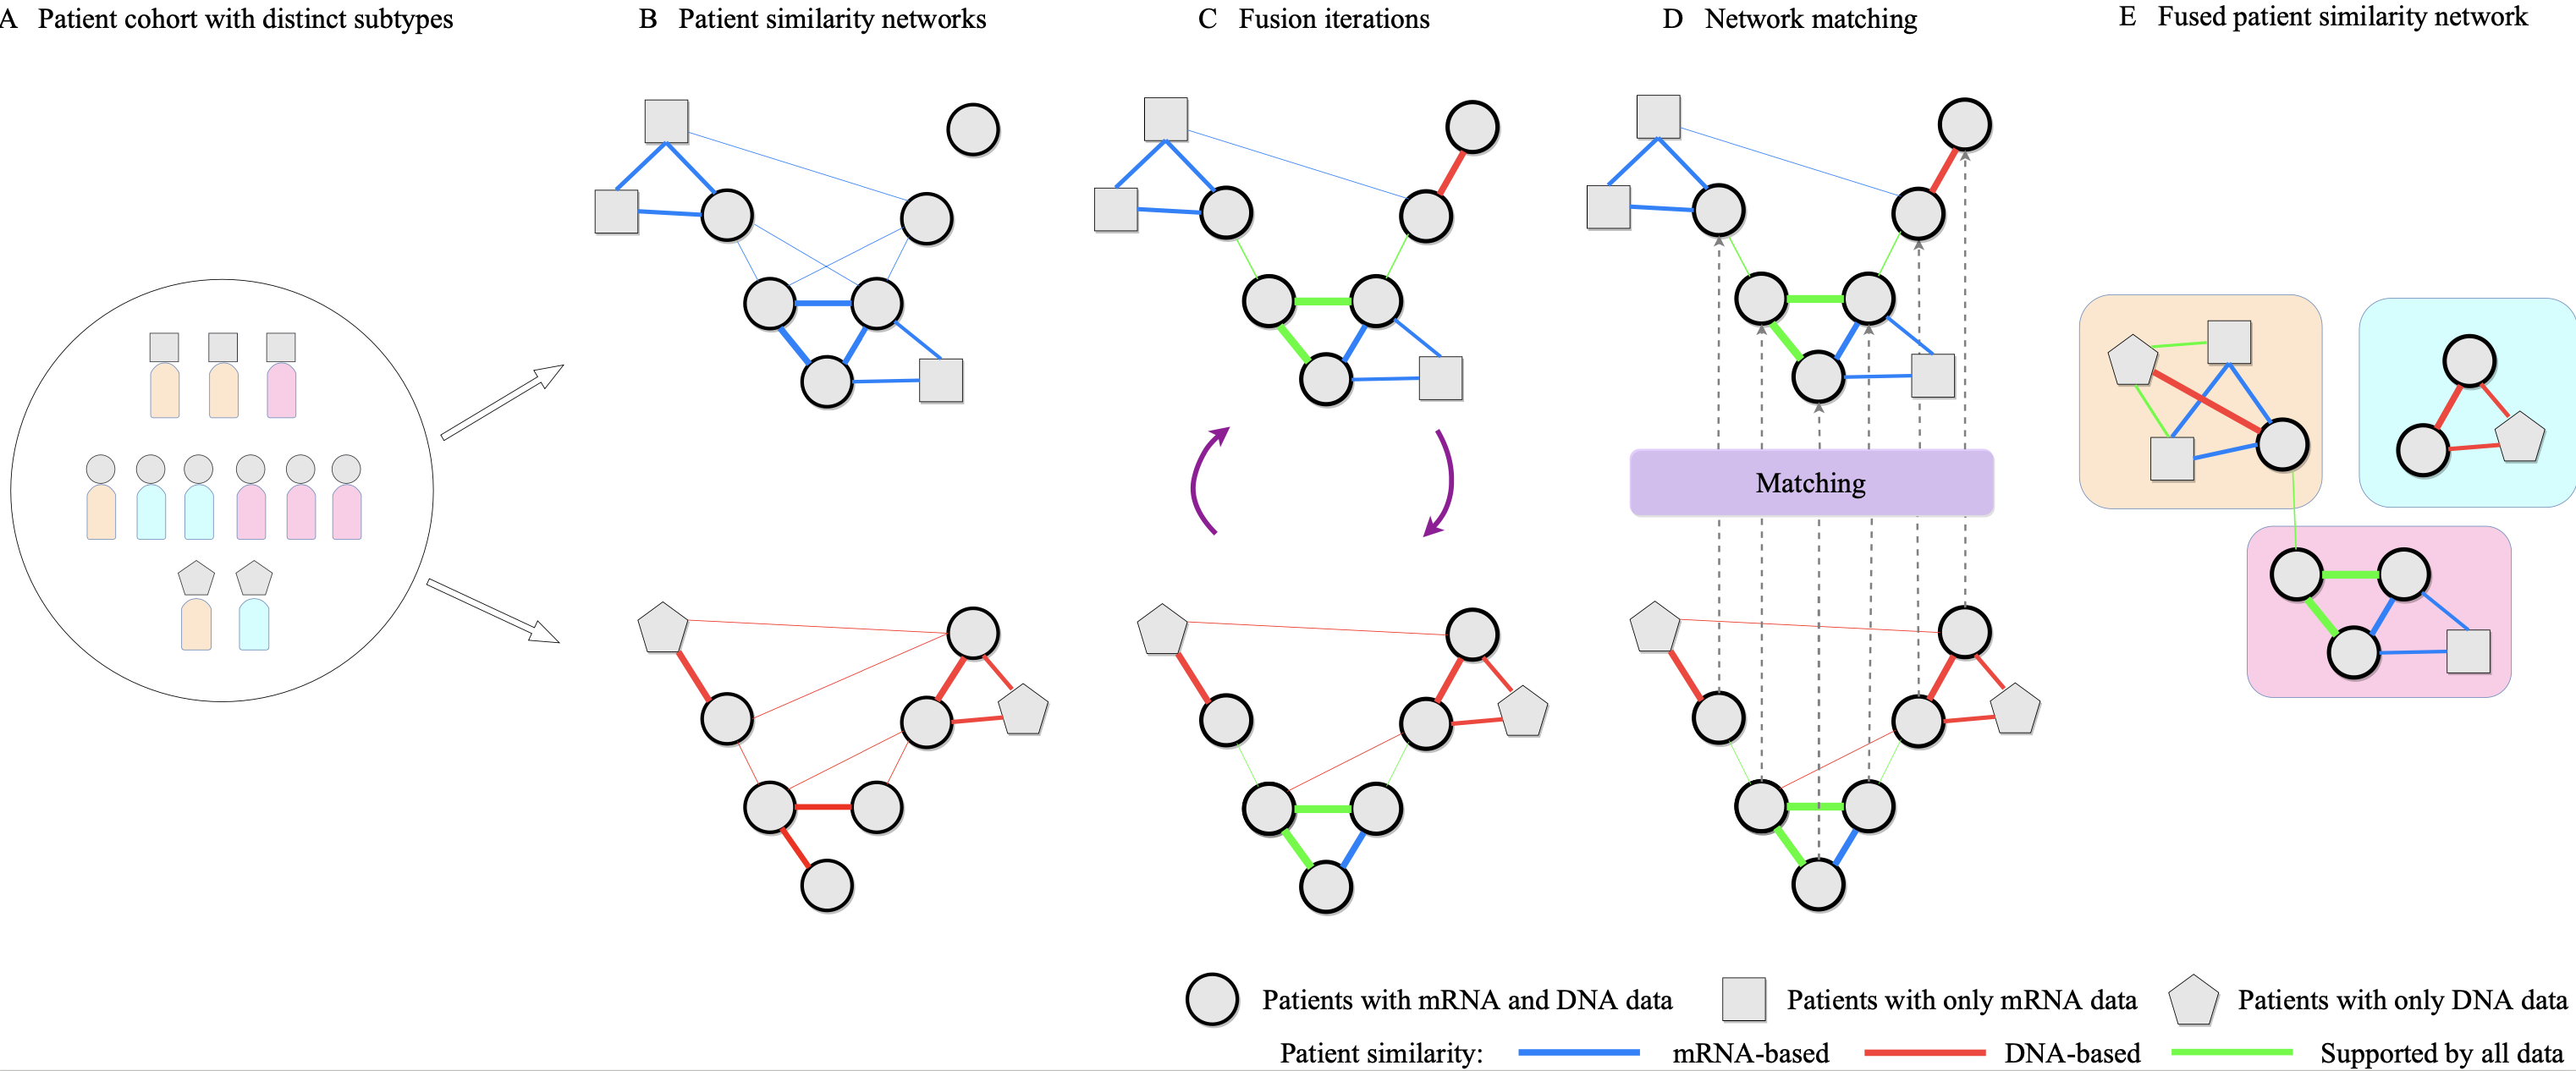 A Patient cohort with distinct subtypes
B Patient similarity networks
C Fusion iterations
D Network matching
E Fused patient similarity network
Matching
Patients with mRNA and DNA data
Patients with only mRNA data
Patients with only DNA data
Patient similarity: mRNA-based DNA-based Supported by all data